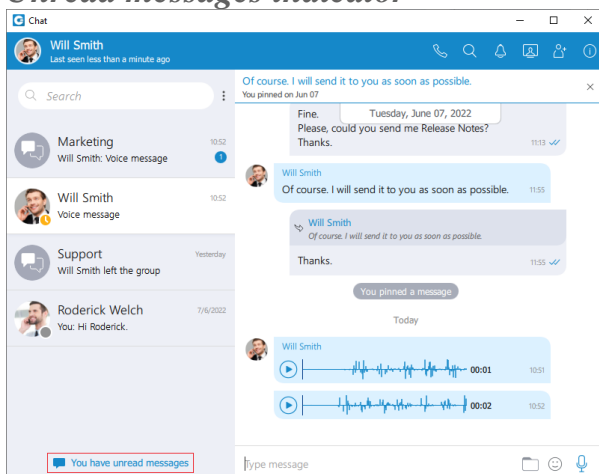 Unread messages indicator
Chat
Will Smith
Last seen less than a minute ago
Search
Marketing
10:52
Will Smith: Voice message
1
Will Smith
10:52
Voice message
Support
Yesterday
Will Smith left the group
Roderick Welch
7/6/2022
You: Hi Roderick.
You have unread messages
Of course. I will send it to you as soon as possible.
You pinned on Jun 07
Tuesday, June 07, 2022
Fine.
Please, could you send me Release Notes?
Thanks.
11:13
Will Smith
Of course. I will send it to you as soon as possible.
11:55
Will Smith
Of course. I will send it to you as soon as possible.
Thanks.
11:55
You pinned a message
Today
Will Smith
00:01
10:51
00:02
10:52
Type message